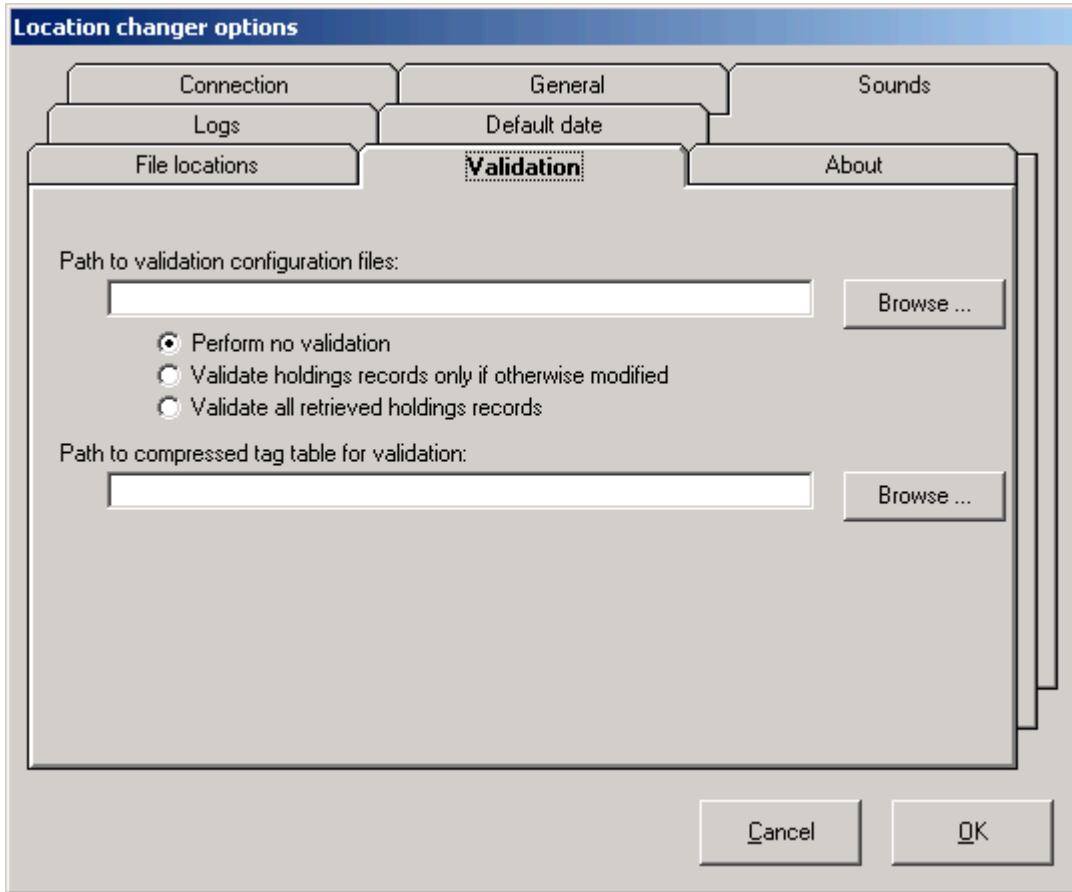 Location changer options
Connection General Sounds
Logs Default date
File locations Validation About
Path to validation configuration files:
Browse ...
Perform no validation
Validate holdings records only if otherwise modified
Validate all retrieved holdings records
Path to compressed tag table for validation:
Browse ...
Cancel OK